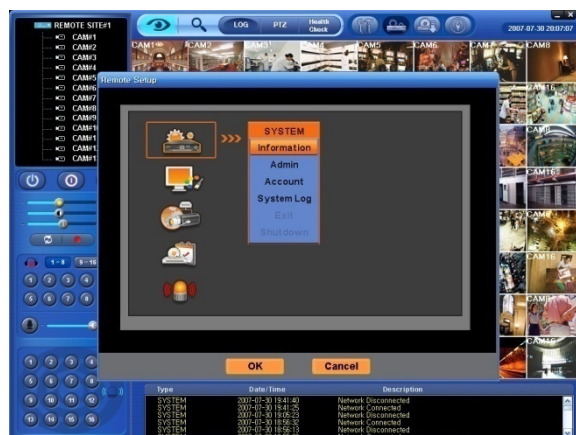 REMOTE SITE#1
CAM#1
CAM#2
CAM#3
CAM#4
CAM#5
CAM#6
CAM#7
CAM#8
CAM#9
LOG
PTZ
Health
Check
2007-07-30 20:07:07
CAM1
CAM2
CAM3
CAM4
CAM5
CAM6
CAM8
Remote Setup
SYSTEM
Information
Admin
Account
System Log
Exit
Shutdown
CAM16
CAM16
CAM16
1-8
9-16
OK
Cancel
Type Date/Time Description
SYSTEM 2007-07-30 19:41:40 Network Disconnected
SYSTEM 2007-07-30 19:41:25 Network Connected
SYSTEM 2007-07-30 19:05:23 Network Disconnected
SYSTEM 2007-07-30 18:56:32 Network Connected
SYSTEM 2007-07-30 18:56:13 Network Disconnected